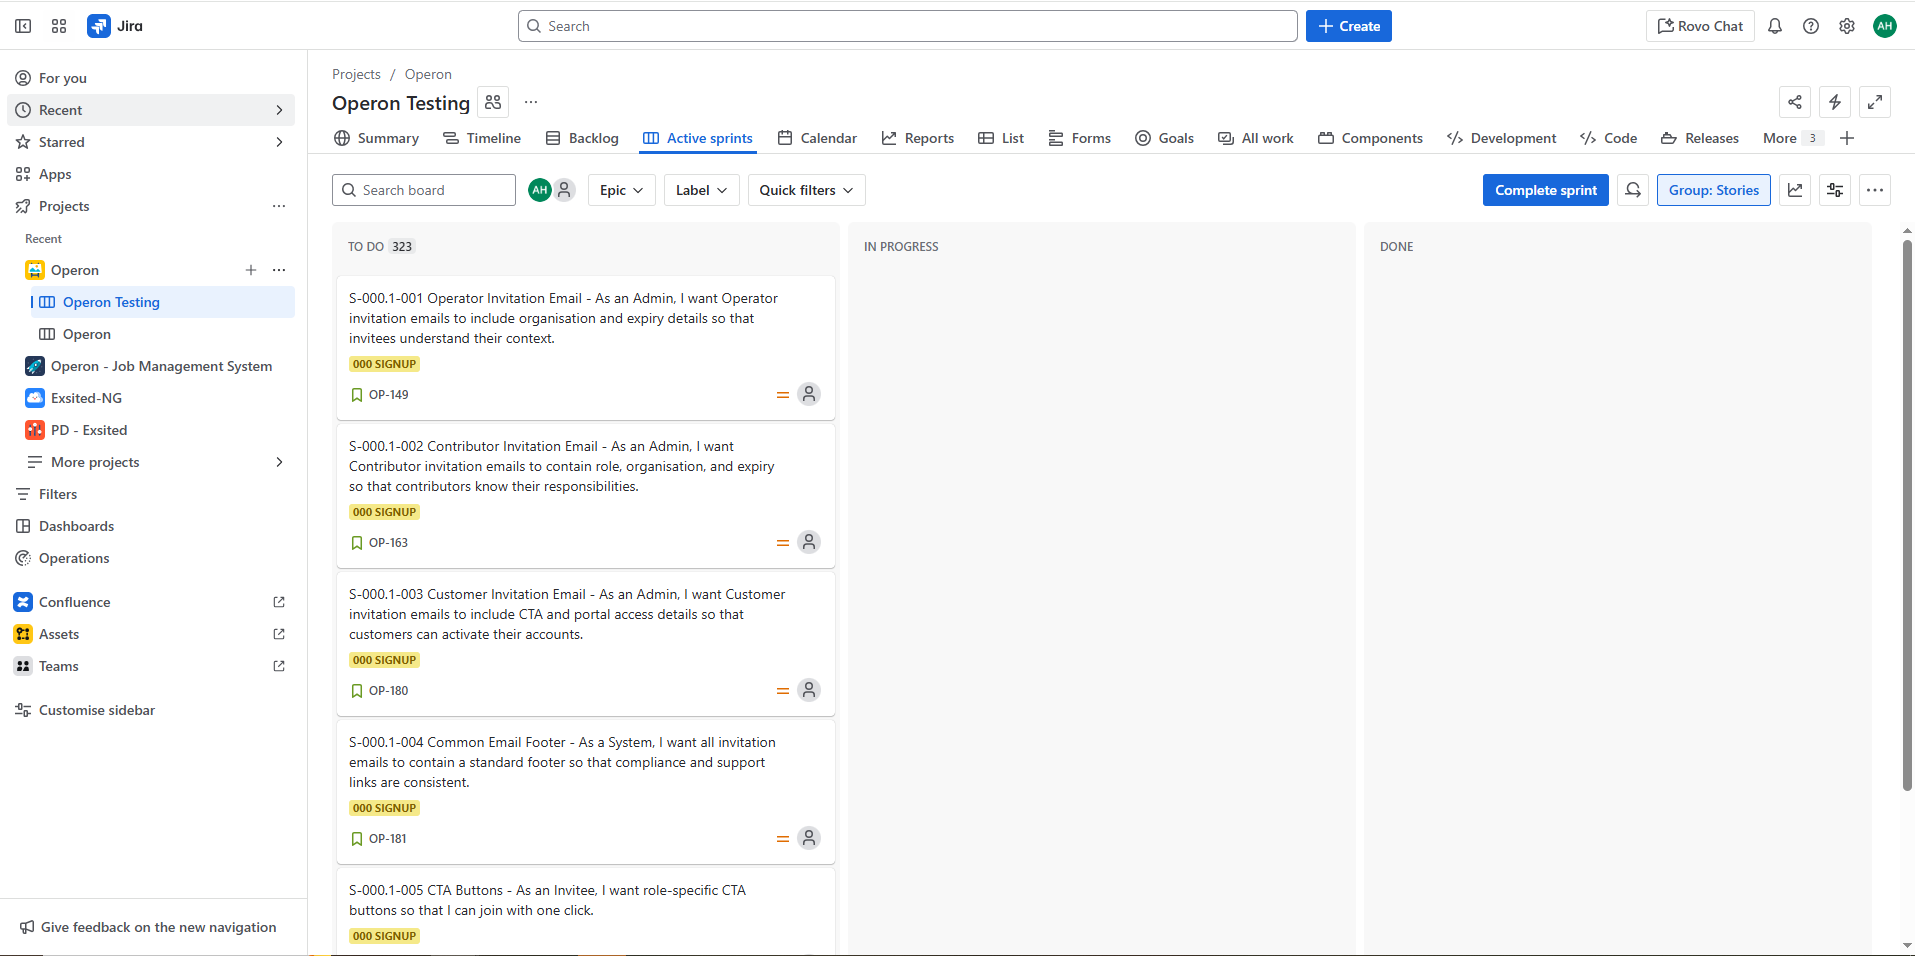 Jira
Search
Create
Rovo Chat
AH
For you
Recent
Starred
Apps
Projects
Recent
Operon
Operon Testing
Operon
Operon - Job Management System
Exsited-NG
PD - Exsited
More projects
Filters
Dashboards
Operations
Confluence
Assets
Teams
Customise sidebar
Give feedback on the new navigation
Projects / Operon
Operon Testing
Summary
Timeline
Backlog
Active sprints
Calendar
Reports
List
Forms
Goals
All work
Components
Development
Code
Releases
More 3
Search board
AH
Epic
Label
Quick filters
Complete sprint
Group: Stories
TO DO 323
S-000.1-001 Operator Invitation Email - As an Admin, I want Operator
invitation emails to include organisation and expiry details so that
invitees understand their context.
000 SIGNUP
OP-149
S-000.1-002 Contributor Invitation Email - As an Admin, I want
Contributor invitation emails to contain role, organisation, and expiry
so that contributors know their responsibilities.
000 SIGNUP
OP-163
S-000.1-003 Customer Invitation Email - As an Admin, I want Customer
invitation emails to include CTA and portal access details so that
customers can activate their accounts.
000 SIGNUP
OP-180
S-000.1-004 Common Email Footer - As a System, I want all invitation
emails to contain a standard footer so that compliance and support
links are consistent.
000 SIGNUP
OP-181
S-000.1-005 CTA Buttons - As an Invitee, I want role-specific CTA
buttons so that I can join with one click.
000 SIGNUP
IN PROGRESS
DONE